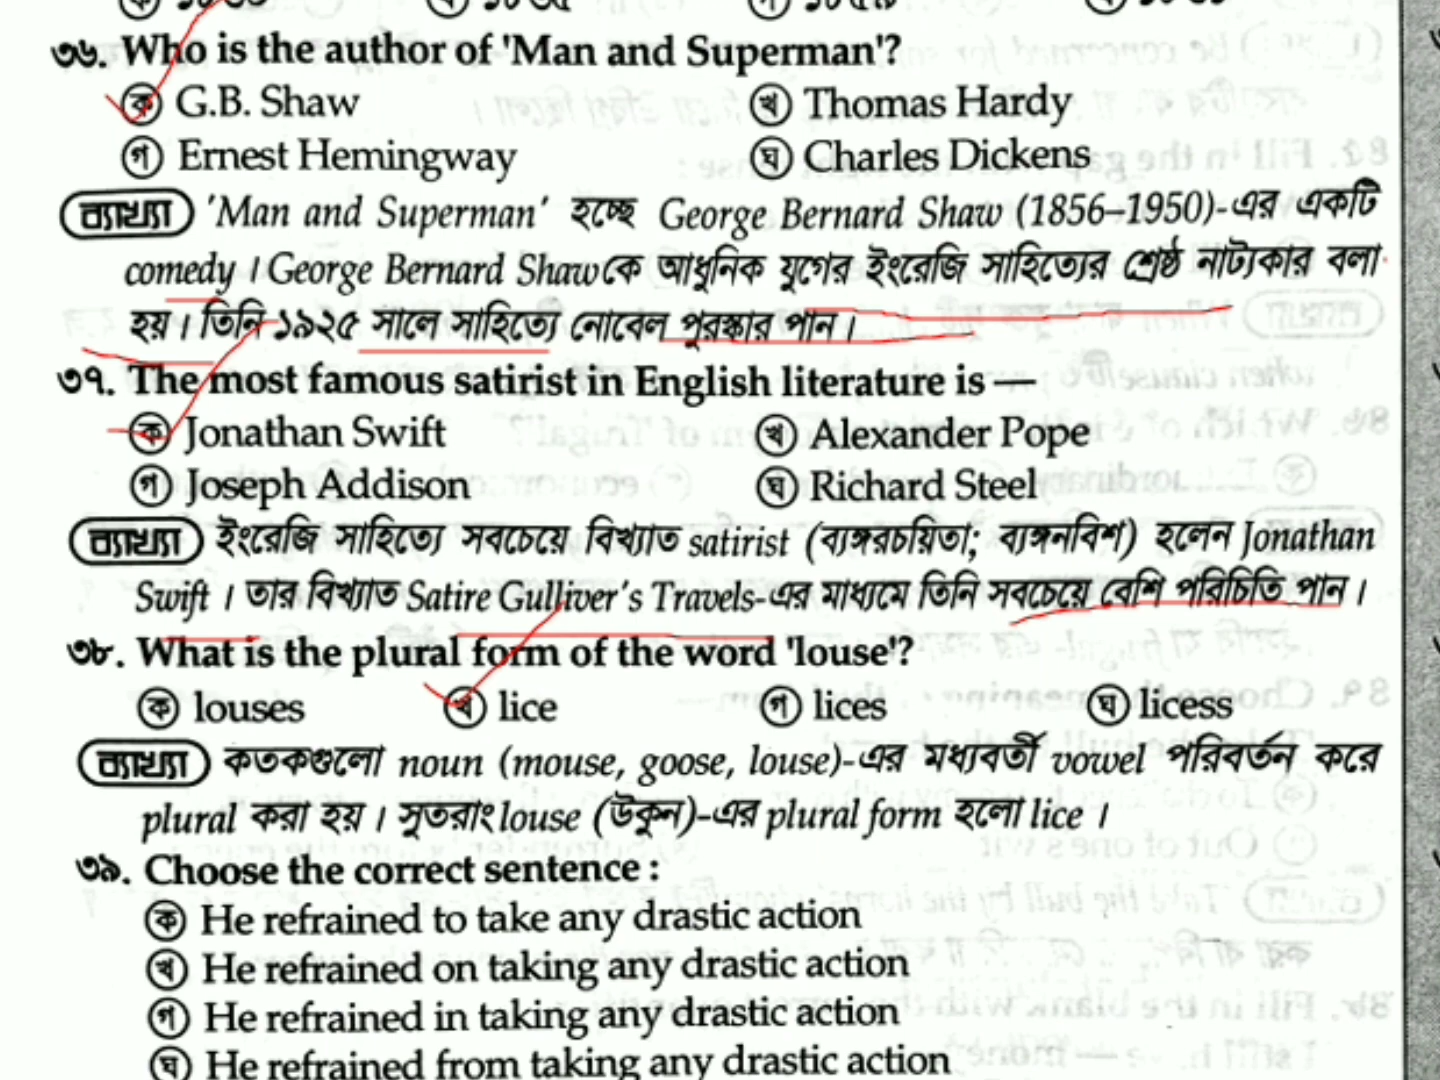 ৩৬. Who is the author of 'Man and Superman'?
ক G.B. Shaw খ Thomas Hardy
গ Ernest Hemingway ঘ Charles Dickens
ব্যাখ্যা 'Man and Superman' হচ্ছে George Bernard Shaw (1856–1950)-এর একটি
comedy । George Bernard Shawকে আধুনিক যুগের ইংরেজি সাহিত্যের শ্রেষ্ঠ নাট্যকার বলা
হয়। তিনি ১৯২৫ সালে সাহিত্যে নোবেল পুরস্কার পান।
৩৭. The most famous satirist in English literature is —
ক Jonathan Swift খ Alexander Pope
গ Joseph Addison ঘ Richard Steel
ব্যাখ্যা ইংরেজি সাহিত্যে সবচেয়ে বিখ্যাত satirist (ব্যঙ্গরচয়িতা; ব্যঙ্গনবিশ) হলেন Jonathan
Swift । তার বিখ্যাত Satire Gulliver's Travels-এর মাধ্যমে তিনি সবচেয়ে বেশি পরিচিতি পান।
৩৮. What is the plural form of the word 'louse'?
ক louses খ lice গ lices ঘ licess
ব্যাখ্যা কতকগুলো noun (mouse, goose, louse)-এর মধ্যবর্তী vowel পরিবর্তন করে
plural করা হয়। সুতরাং louse (উকুন)-এর plural form হলো lice ।
৩৯. Choose the correct sentence :
ক He refrained to take any drastic action
খ He refrained on taking any drastic action
গ He refrained in taking any drastic action
ঘ He refrained from taking any drastic action